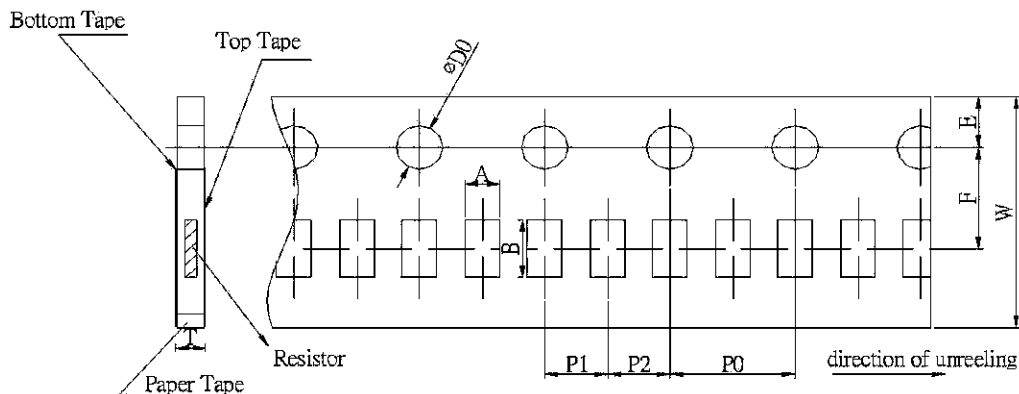 Bottom Tape
Top Tape
øD0
A
B
E
F
W
T
Resistor
Paper Tape
P1
P2
P0
direction of unreeling